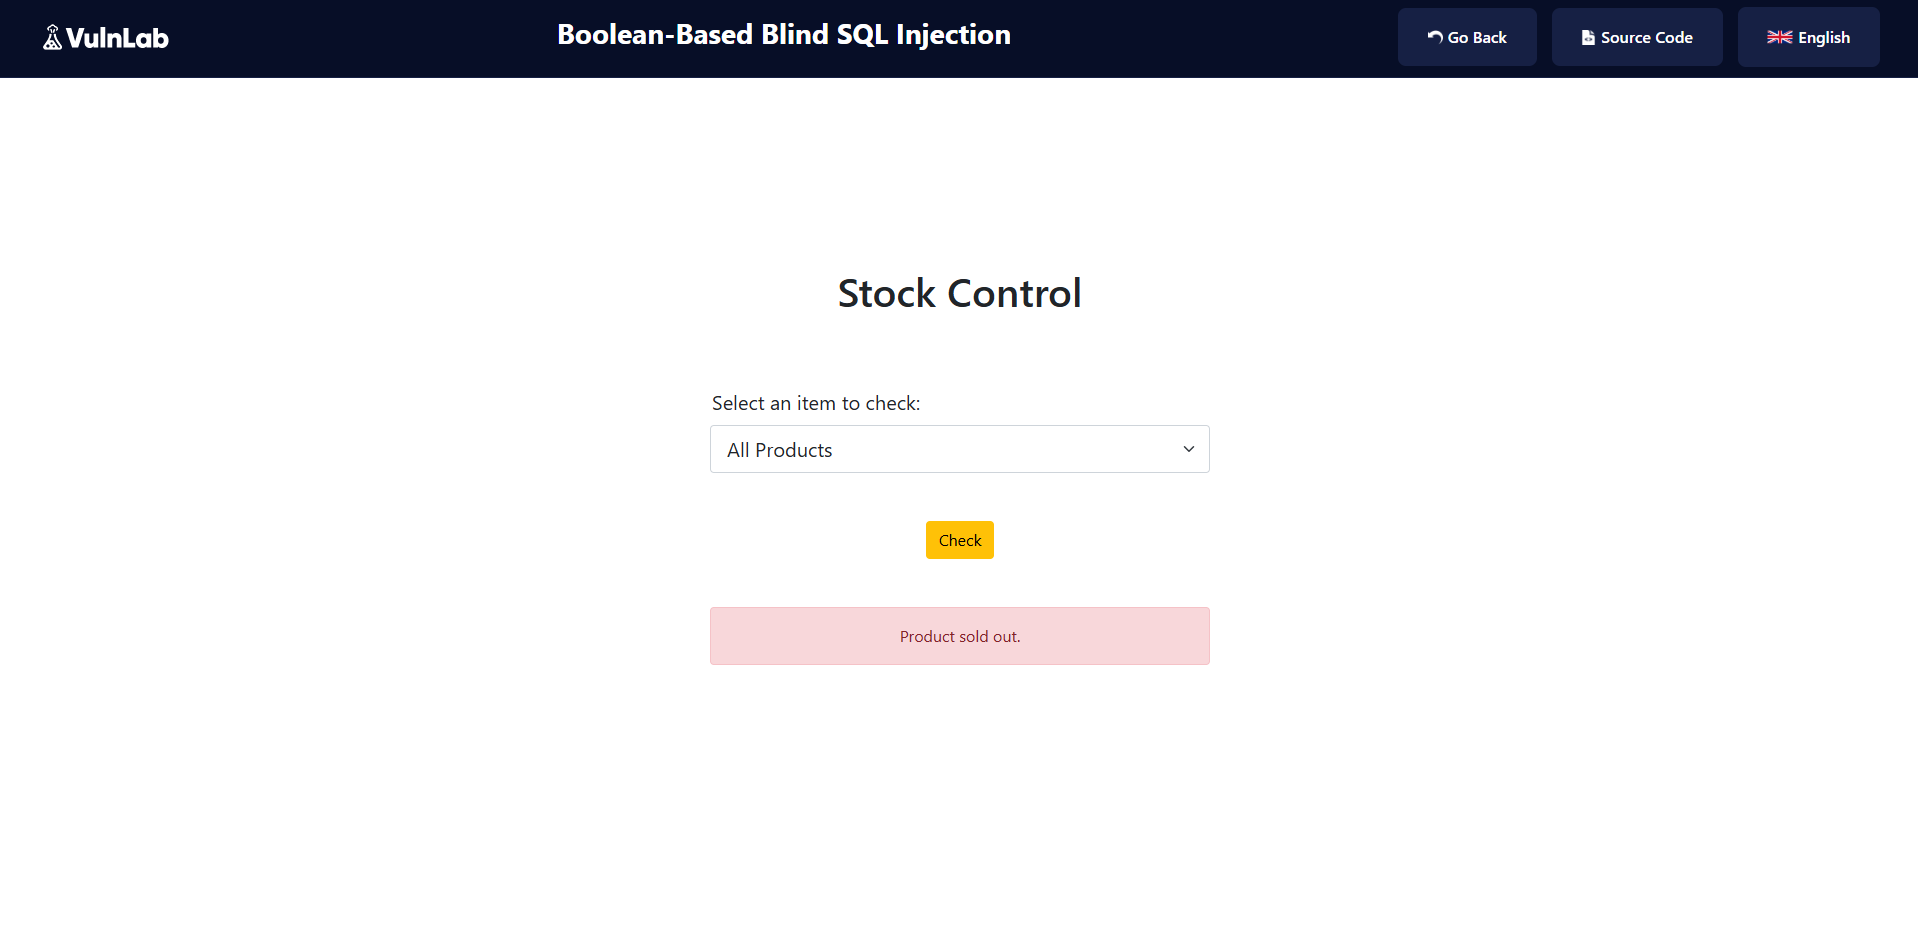 VulnLab
Boolean-Based Blind SQL Injection
Go Back
Source Code
English
Stock Control
Select an item to check:
All Products
Check
Product sold out.